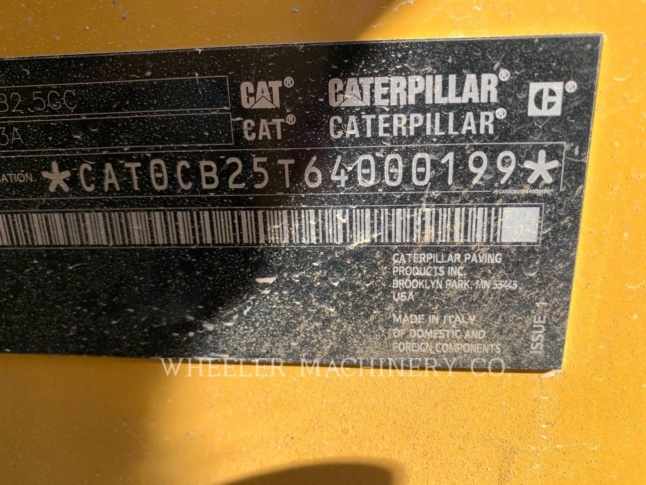 B2.5GC CAT® CATERPILLAR® C®
3A CAT® CATERPILLAR®
ATION *CAT0CB25T64000199*
CATERPILLAR PAVING
PRODUCTS INC.
BROOKLYN PARK, MN 55445
USA
MADE IN ITALY
OF DOMESTIC AND
FOREIGN COMPONENTS
ISSUE: 1
WHEELER MACHINERY CO.